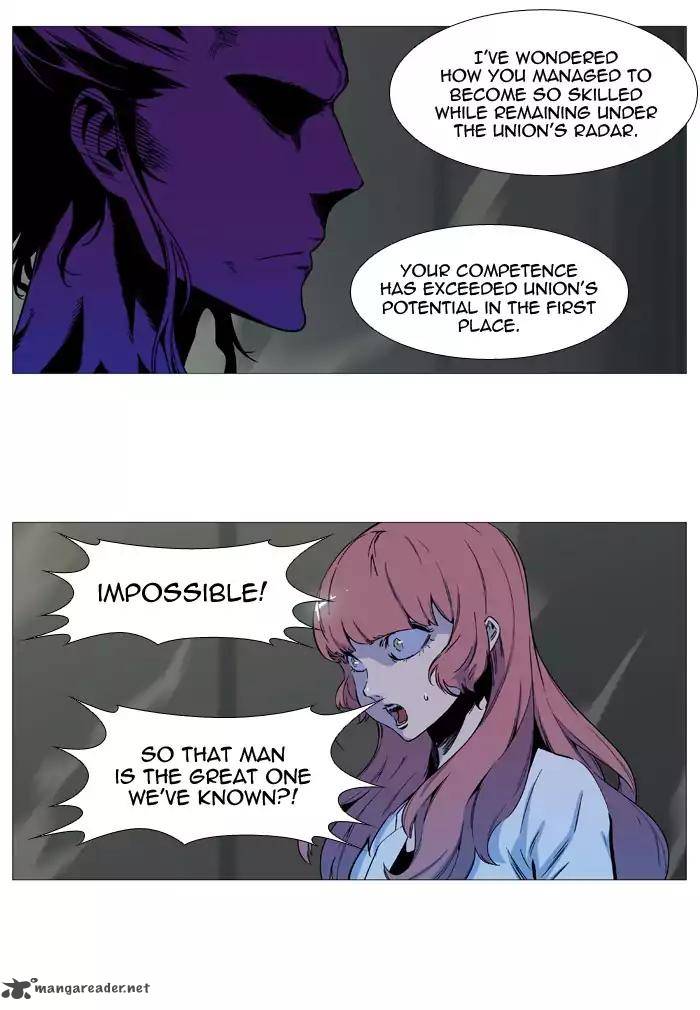 I'VE WONDERED
HOW YOU MANAGED TO
BECOME SO SKILLED
WHILE REMAINING UNDER
THE UNION'S RADAR.
YOUR COMPETENCE
HAS EXCEEDED UNION'S
POTENTIAL IN THE FIRST
PLACE.
IMPOSSIBLE!
SO THAT MAN
IS THE GREAT ONE
WE'VE KNOWN?!
mangareader.net